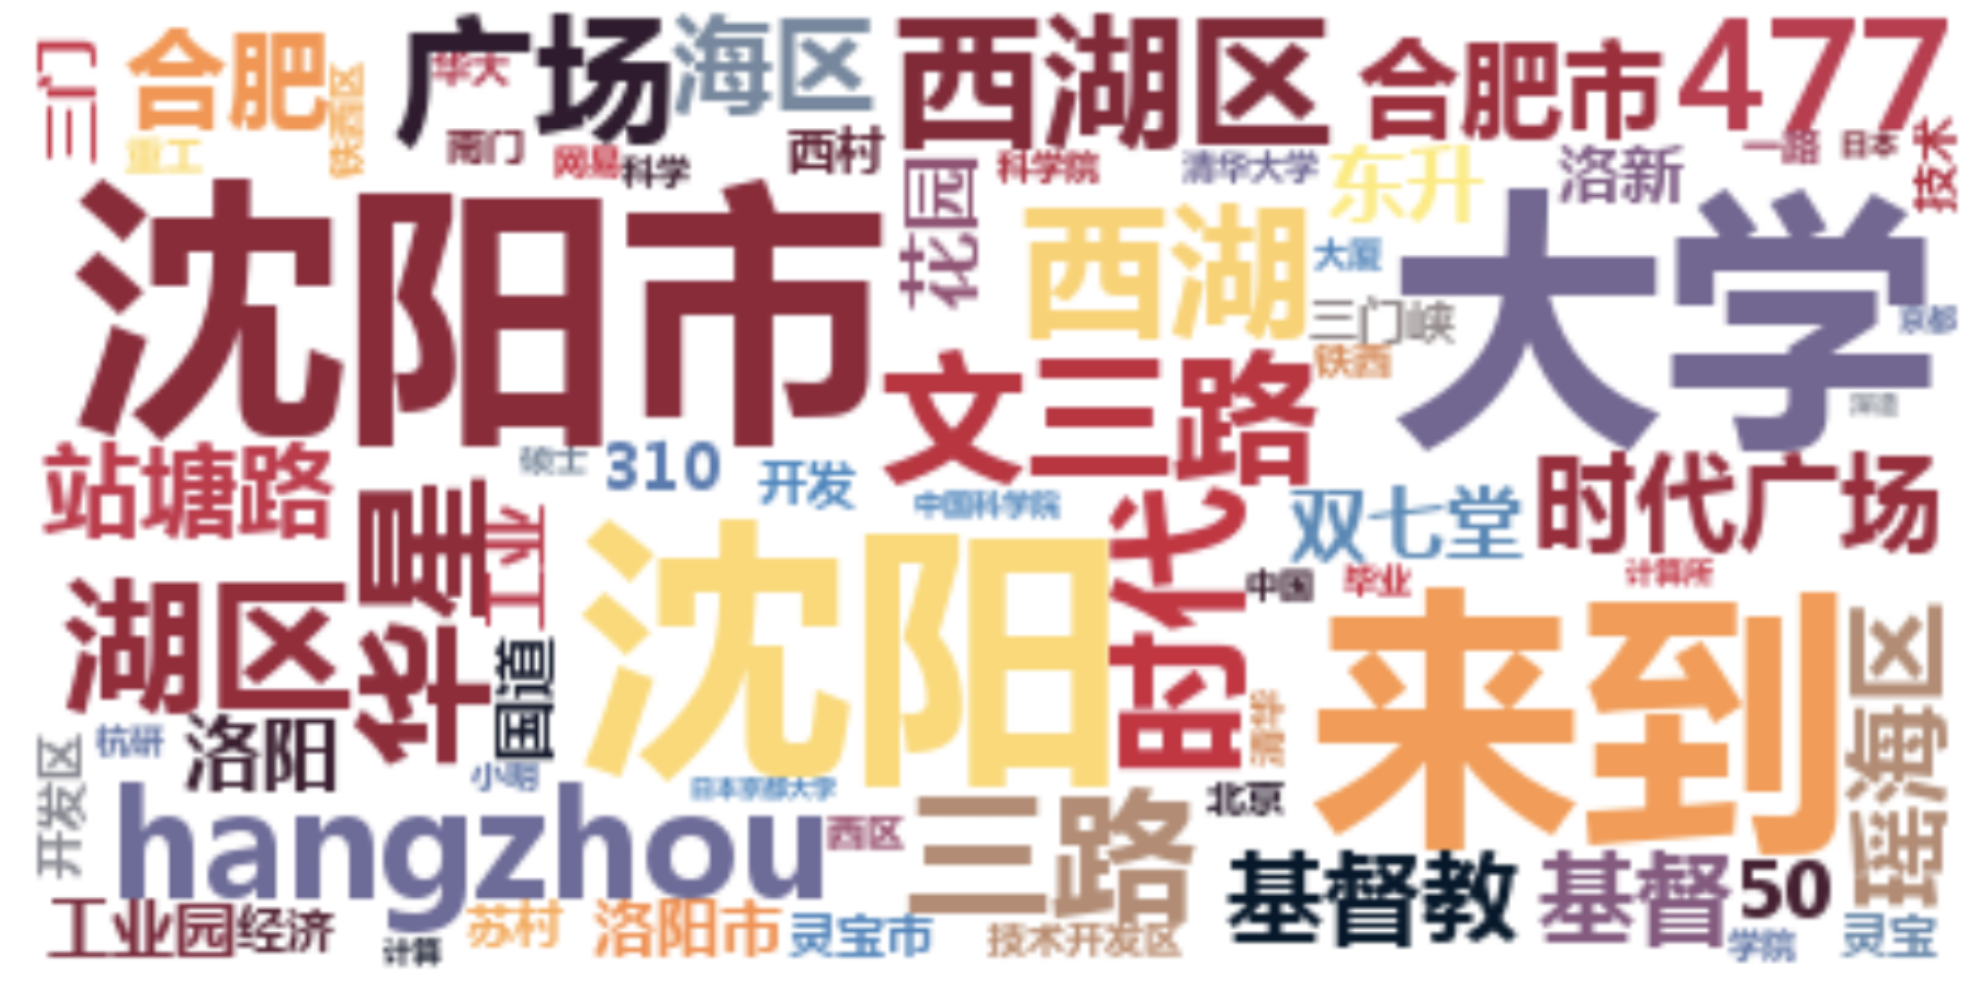 三门
合肥
铁西区
重工
广场
华大
南门
网易
科学
海区
西村
西湖区
科学院
清华大学
合肥市
477
一路
日本
技术
东升
洛新
沈阳市
花园
西湖
大厦
三门峡
铁西
大学
京都
文三路
站塘路
硕士
310
开发
中国科学院
双七堂
时代广场
华星
工业
沈阳
时代
中国
毕业
计算所
湖区
国道
来到
瑶海区
清华
杭研
洛阳
小明
开发区
日本京都大学
北京
hangzhou
西区
三路
基督教
基督
50
工业园
经济
计算
苏村
洛阳市
灵宝市
技术开发区
学院
灵宝